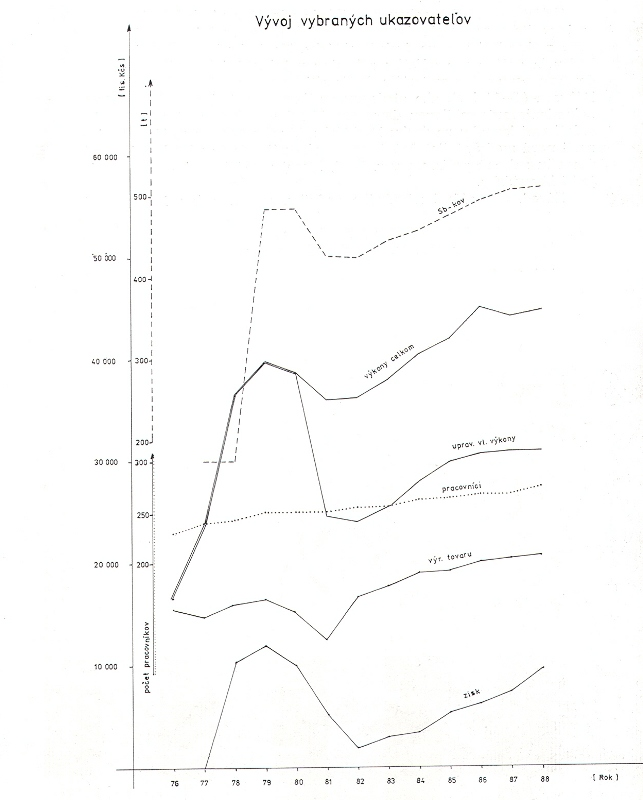 Vývoj vybraných ukazovateľov
[ tis. Kčs ]
[t]
60 000
500
Sb-kov
50 000
400
výkony celkom
40 000
300
200
uprav. vl. výkony
30 000
300
pracovníci
250
20 000
200
výr. tovaru
počet pracovníkov
10 000
zisk
76 77 78 79 80 81 82 83 84 85 86 87 88
[ Rok ]